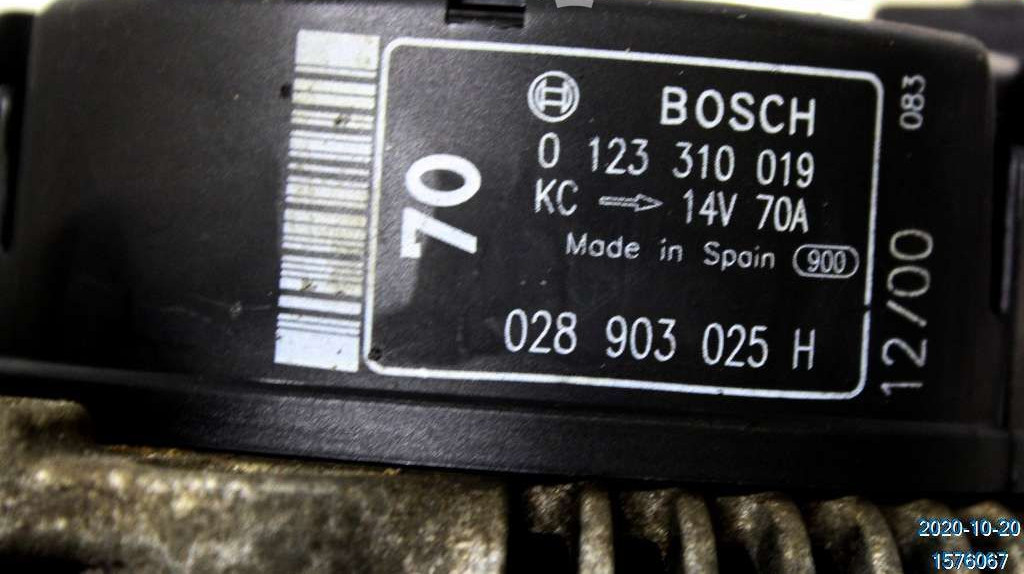 BOSCH
0 123 310 019
KC 14V 70A
Made in Spain 900
028 903 025 H
70
083
12/00
2020-10-20
1576067